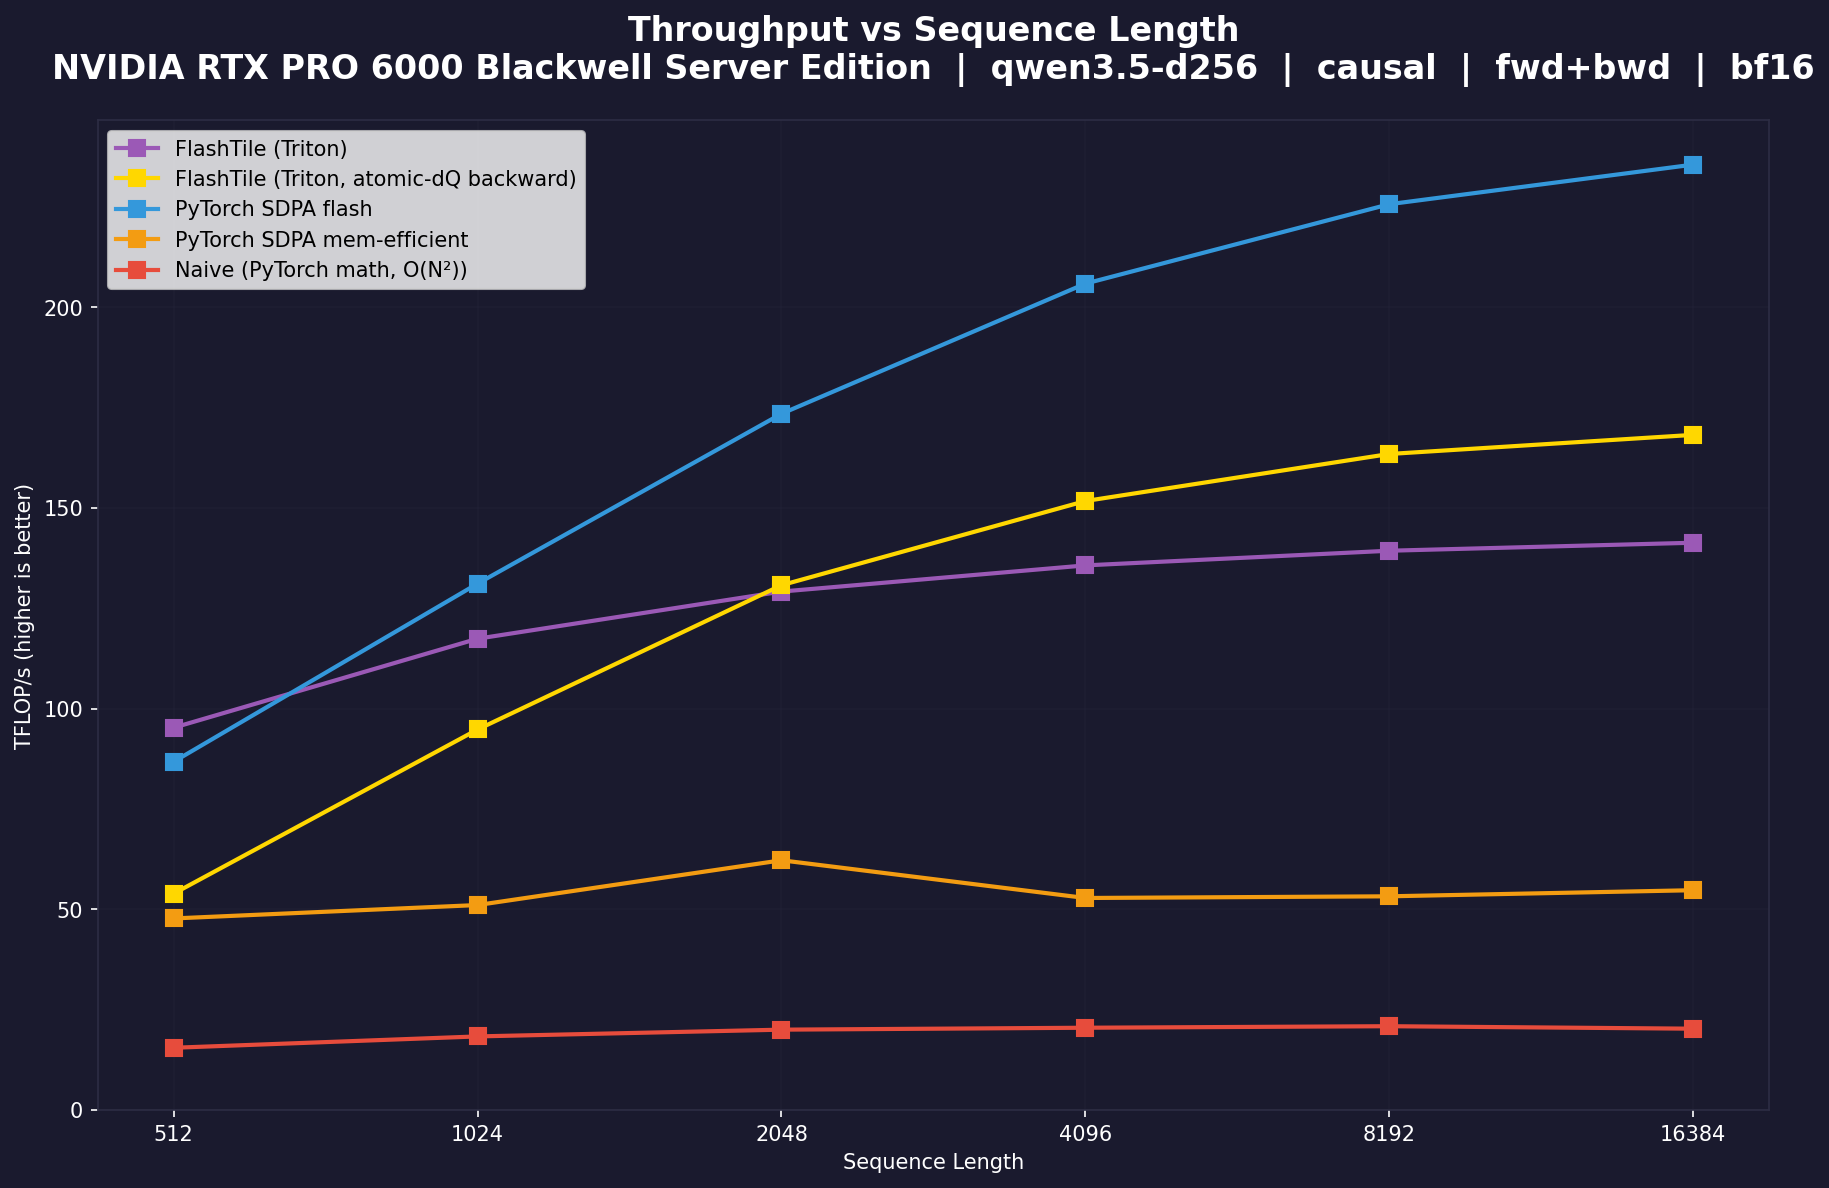 Throughput vs Sequence Length
NVIDIA RTX PRO 6000 Blackwell Server Edition | qwen3.5-d256 | causal | fwd+bwd | bf16
FlashTile (Triton)
FlashTile (Triton, atomic-dQ backward)
PyTorch SDPA flash
PyTorch SDPA mem-efficient
Naive (PyTorch math, O(N²))
TFLOP/s (higher is better)
200
150
100
50
0
512 1024 2048 4096 8192 16384
Sequence Length